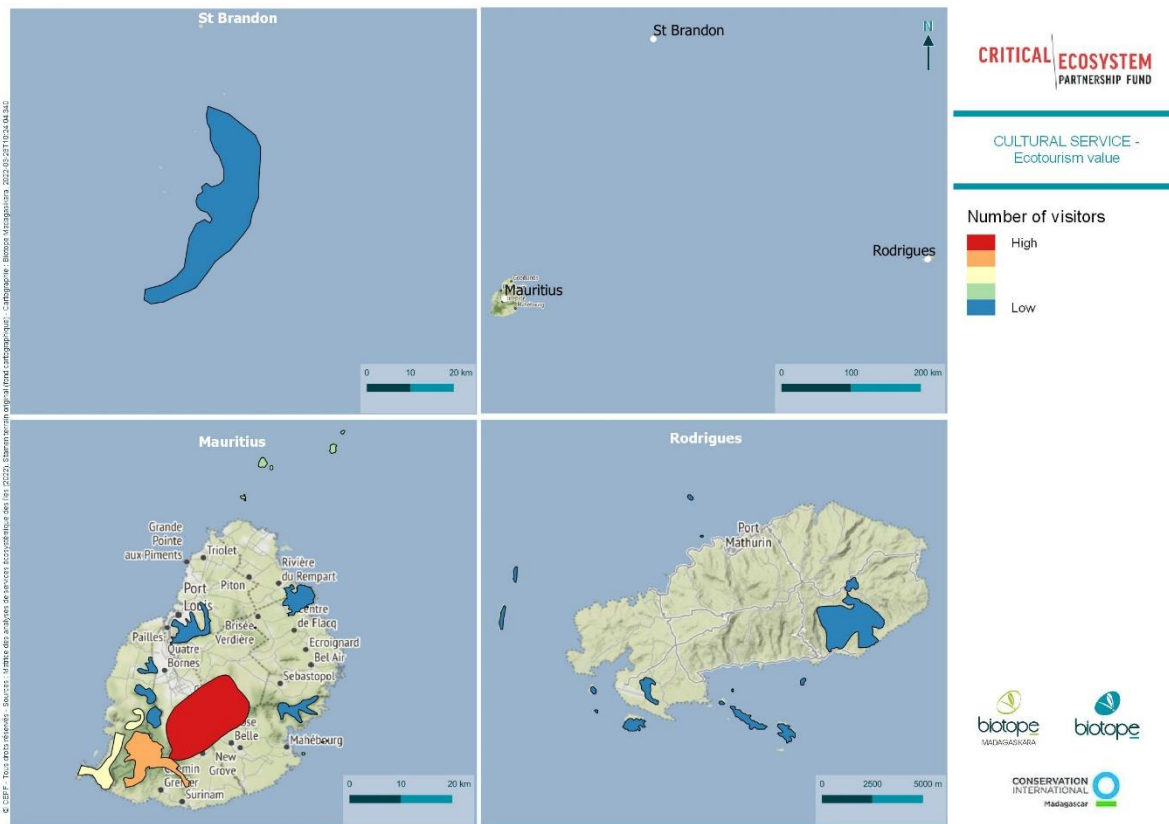 St Brandon
0 10 20 km
St Brandon
N
Rodrigues
Mauritius
0 100 200 km
Mauritius
Grande
Pointe
aux Piments
Triolet
Rivière
du Rempart
Piton
Port
Louis
Centre
de Flacq
Pailles
Brisée
Verdière
Ecroignard
Bel Air
Quatre
Bornes
Sebastopol
Rose
Belle
Mahébourg
New
Grove
Chemin
Grenier
Surinam
0 10 20 km
Rodrigues
Port
Mathurin
0 2500 5000 m
CRITICAL ECOSYSTEM
PARTNERSHIP FUND
CULTURAL SERVICE -
Ecotourism value
Number of visitors
High
Low
biotope
MADAGASKARA
biotope
CONSERVATION
INTERNATIONAL
Madagascar